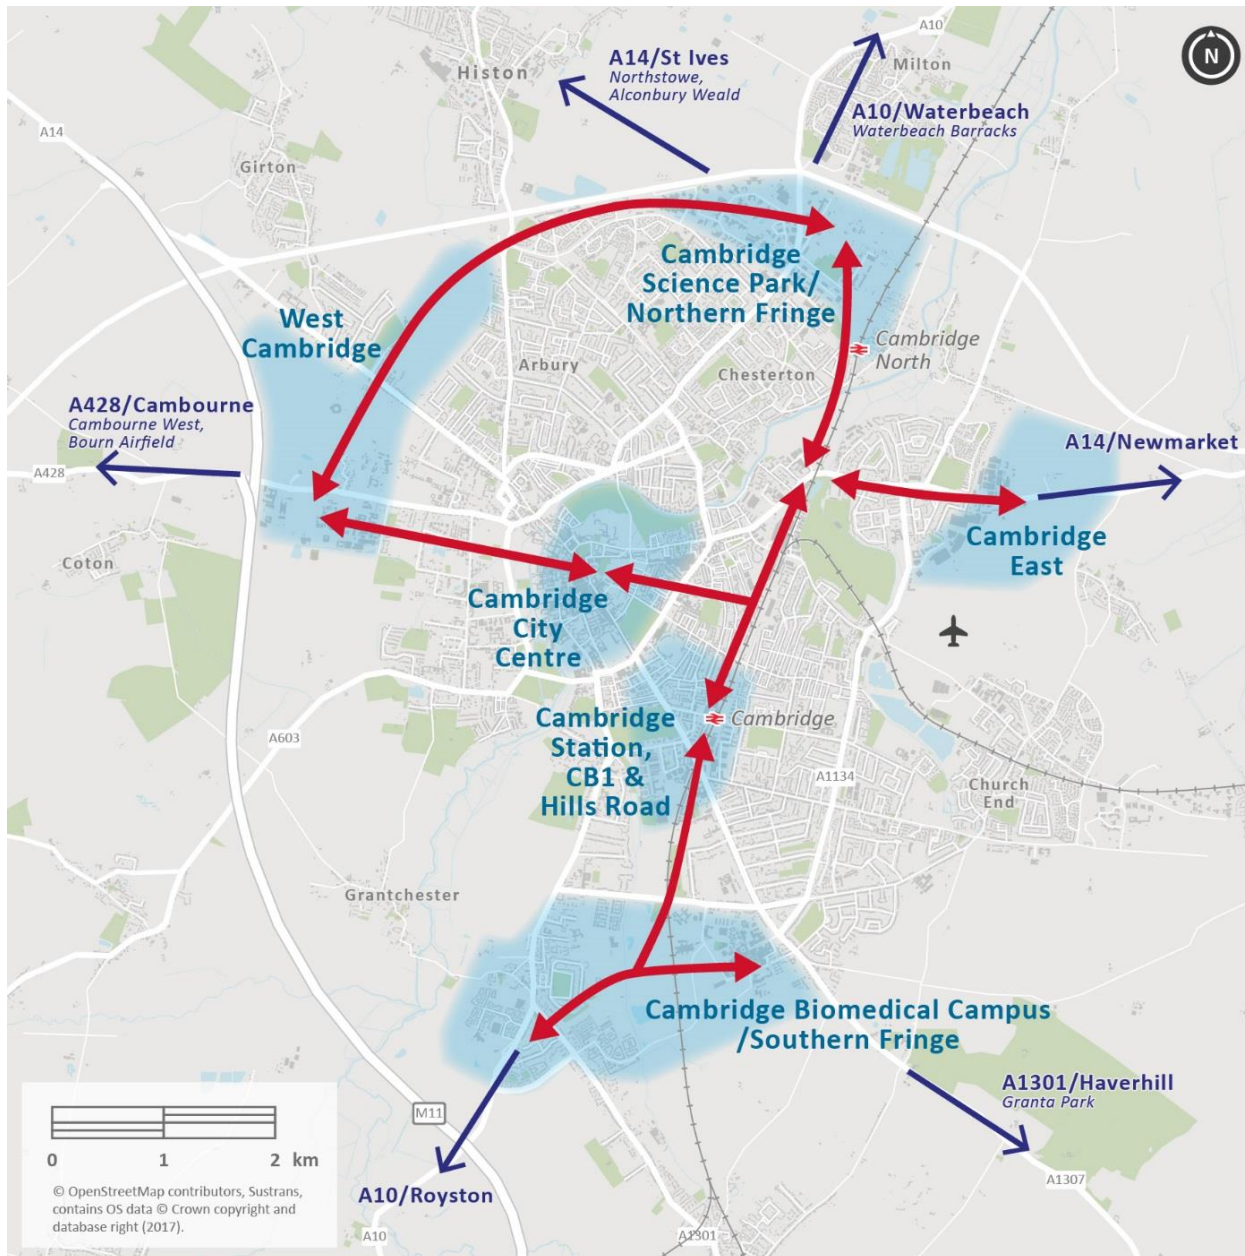 A10
N
A14/St Ives
Northstowe,
Alconbury Weald
Histon
Milton
A10/Waterbeach
Waterbeach Barracks
A14
Girton
Cambridge
Science Park/
Northern Fringe
West
Cambridge
Cambridge
North
Arbury
Chesterton
A428/Cambourne
Cambourne West,
Bourn Airfield
A14/Newmarket
A428
Cambridge
East
Coton
Cambridge
City
Centre
Cambridge
Station,
CB1 &
Hills Road
Cambridge
A603
A1134
Church
End
Grantchester
Cambridge Biomedical Campus
/Southern Fringe
A1301/Haverhill
Granta Park
M11
0 1 2 km
© OpenStreetMap contributors, Sustrans,
contains OS data © Crown copyright and
database right (2017).
A10/Royston
A1307
A10
A1301